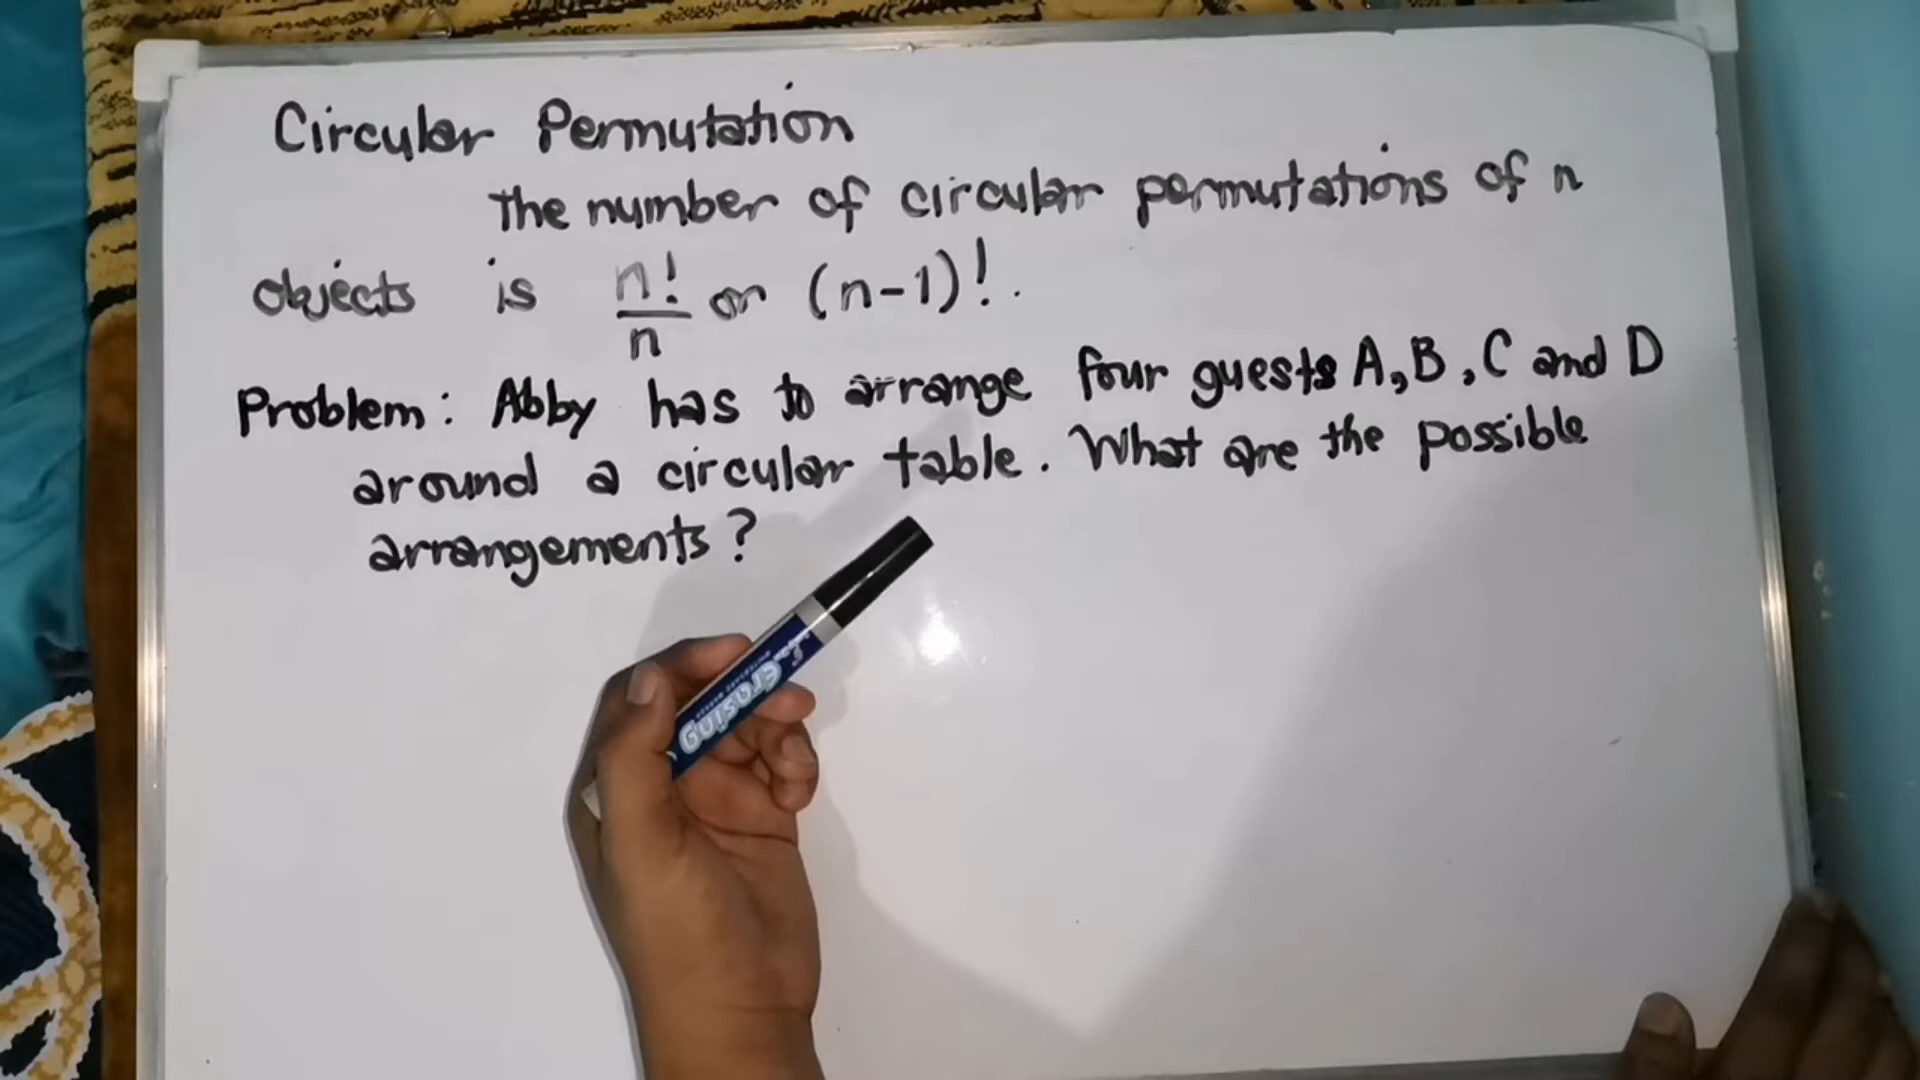 Circular Permutation
The number of circular permutations of n
objects is n!/n or (n-1)!.
Problem: Abby has to arrange four guests A, B, C and D
around a circular table. What are the possible
arrangements?
Erasing